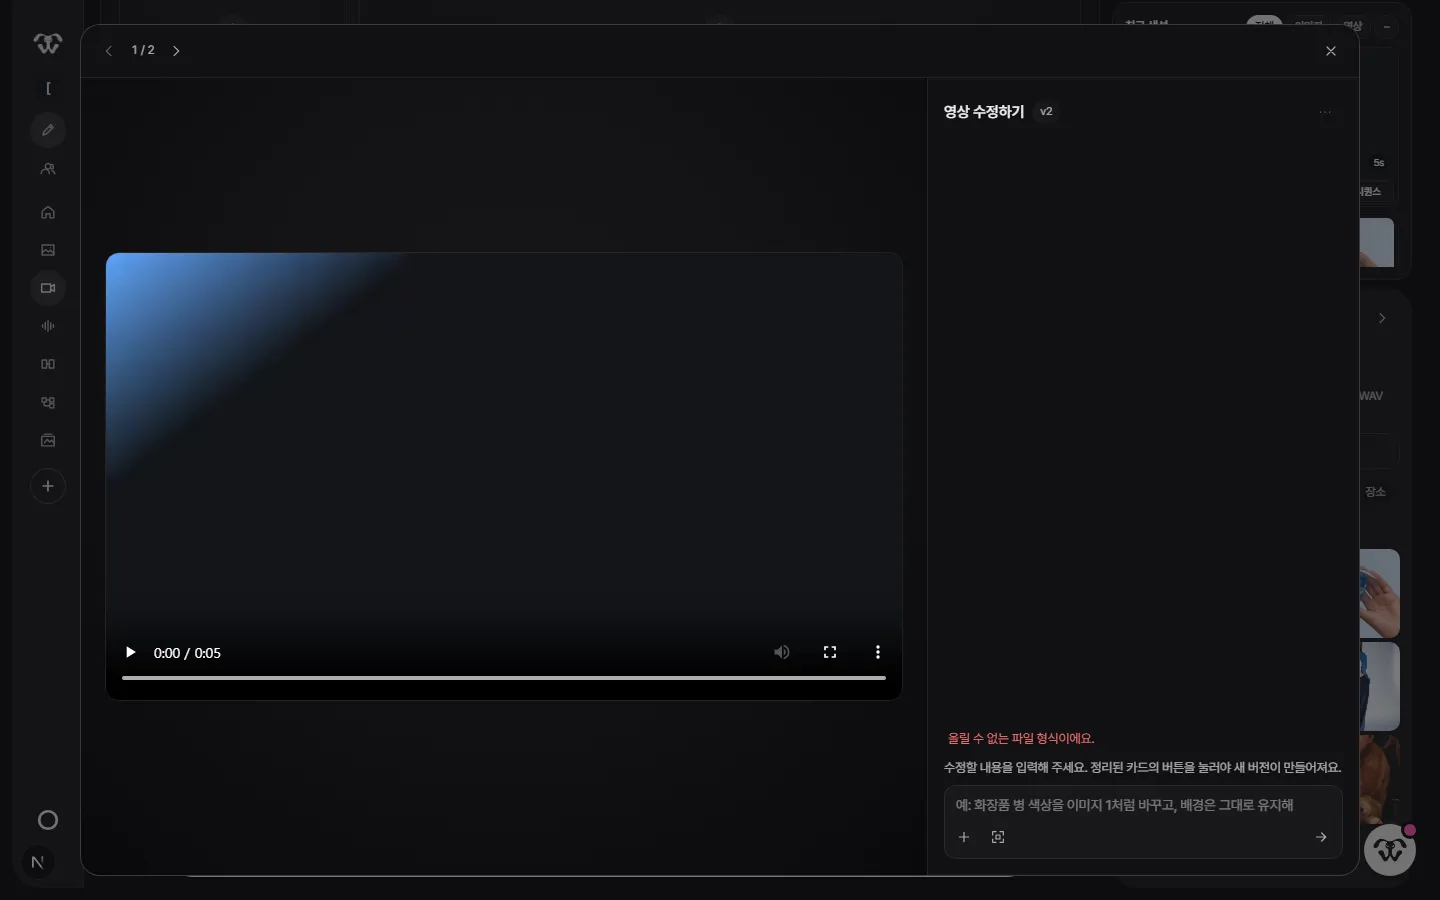 1 / 2
영상 수정하기 v2
5s
WAV
장소
0:00 / 0:05
올릴 수 없는 파일 형식이에요.
수정할 내용을 입력해 주세요. 정리된 카드의 버튼을 눌러야 새 버전이 만들어져요.
예: 화장품 병 색상을 이미지 1처럼 바꾸고, 배경은 그대로 유지해
N